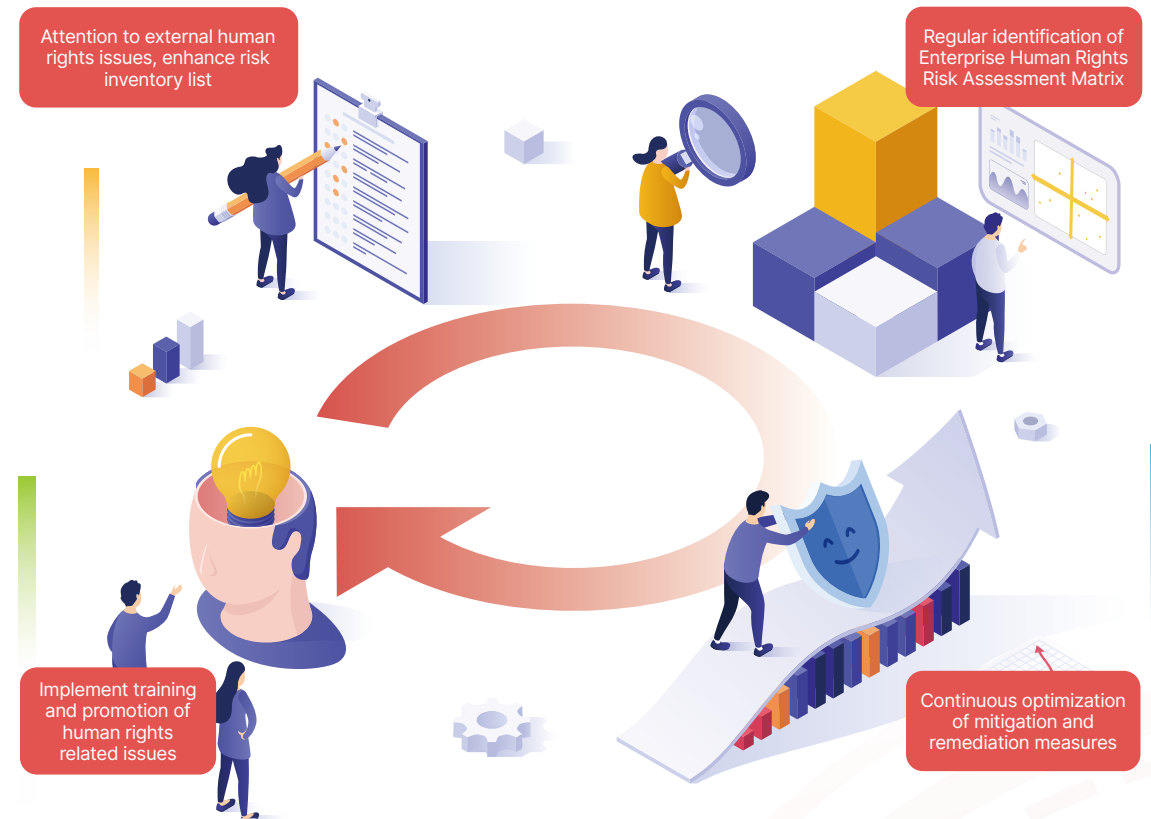 Attention to external human
rights issues, enhance risk
inventory list
Regular identification of
Enterprise Human Rights
Risk Assessment Matrix
Implement training
and promotion of
human rights
related issues
Continuous optimization
of mitigation and
remediation measures